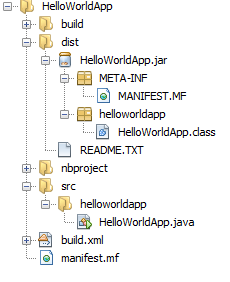 HelloWorldApp
build
dist
HelloWorldApp.jar
META-INF
MANIFEST.MF
helloworldapp
HelloWorldApp.class
README.TXT
nbproject
src
helloworldapp
HelloWorldApp.java
build.xml
manifest.mf